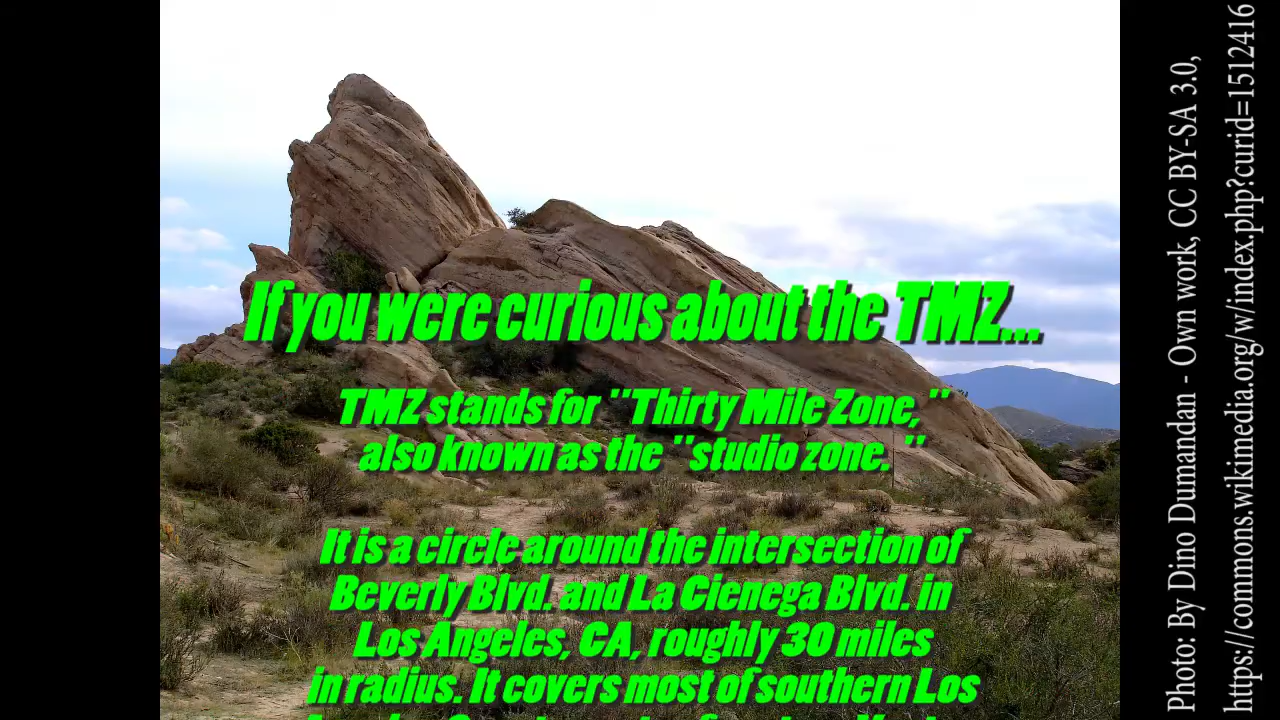 If you were curious about the TMZ...
TMZ stands for "Thirty Mile Zone,"
also known as the "studio zone."
It is a circle around the intersection of
Beverly Blvd. and La Cienega Blvd. in
Los Angeles, CA, roughly 30 miles
in radius. It covers most of southern Los
Photo: By Dino Dumandan - Own work, CC BY-SA 3.0,
https://commons.wikimedia.org/w/index.php?curid=1512416